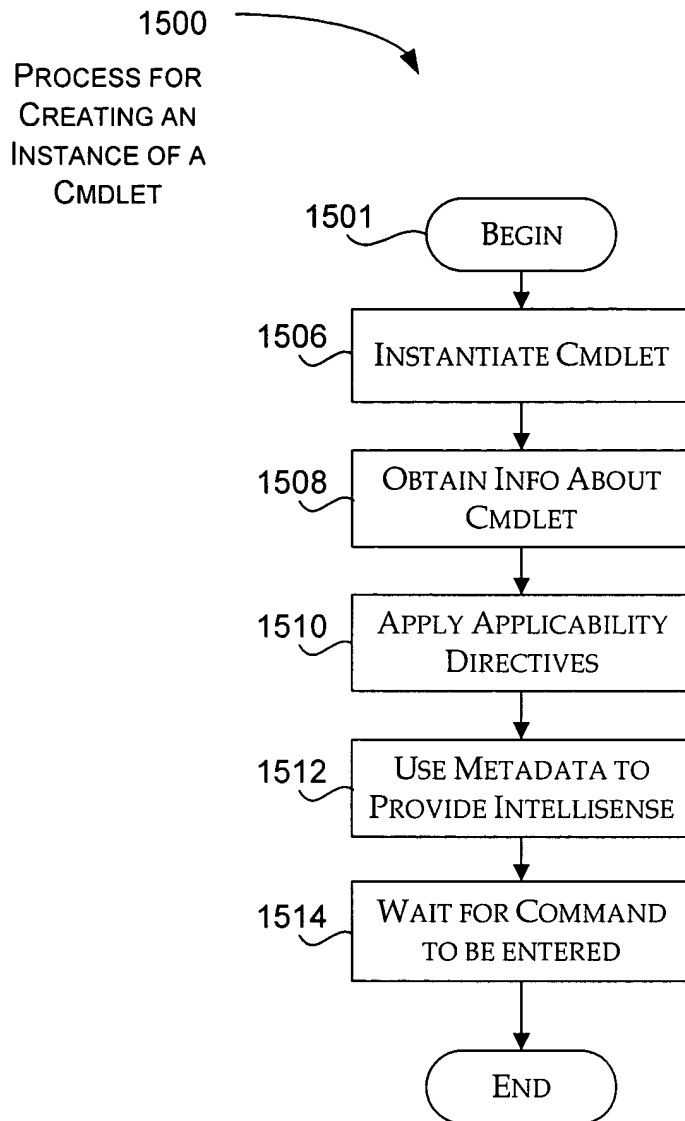 1500
PROCESS FOR
CREATING AN
INSTANCE OF A
CMDLET
1501
BEGIN
1506
INSTANTIATE CMDLET
1508
OBTAIN INFO ABOUT
CMDLET
1510
APPLY APPLICABILITY
DIRECTIVES
1512
USE METADATA TO
PROVIDE INTELLISENSE
1514
WAIT FOR COMMAND
TO BE ENTERED
END